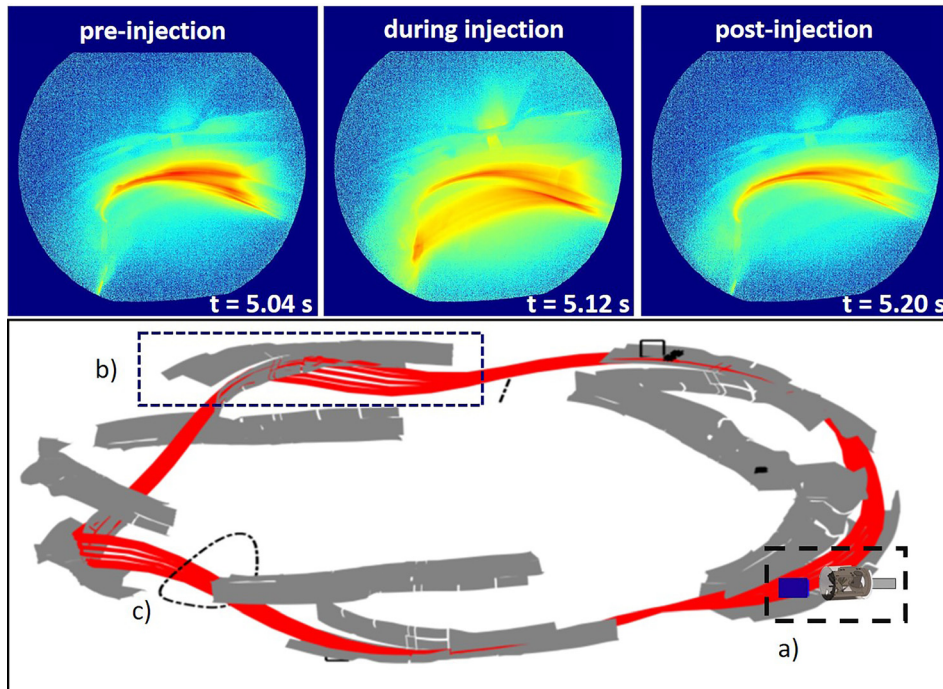 pre-injection
during injection
post-injection
t = 5.04 s
t = 5.12 s
t = 5.20 s
b)
c)
a)